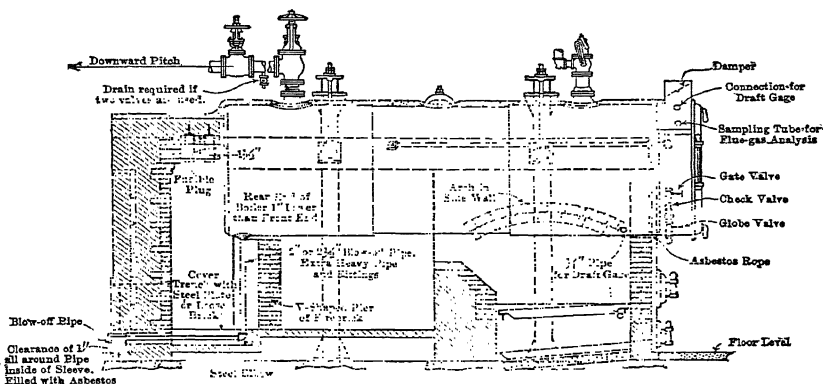 Downward Pitch
Drain required if
two valves are used.
Damper
Connection for
Draft Gage
Sampling Tube for
Flue-gas Analysis
Gate Valve
Check Valve
Globe Valve
Asbestos Rope
Fusible
Plug
Rear End of
Boiler 1" Lower
than Front End
Arch in
Side Wall
Blow-off Pipe,
Extra Heavy Pipe
and Fittings
Pipe
for Draft Gage
Cover
Trench with
Steel Plate
or Loose
Brick
Pier
of Firebrick
Blow-off Pipe
Clearance of 1"
all around Pipe
inside of Sleeve,
Filled with Asbestos
Steel Elbow
Floor Level